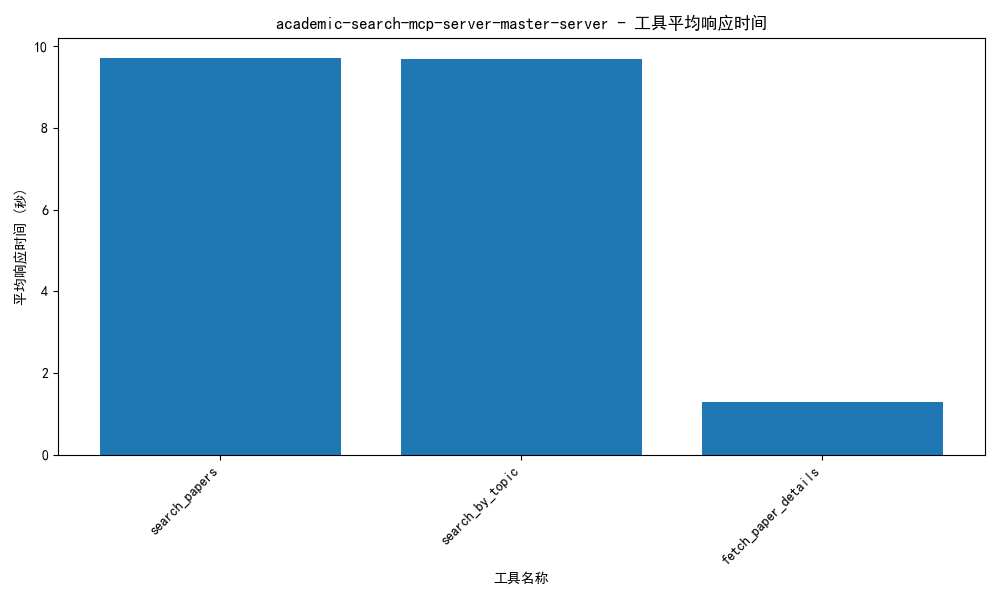 academic-search-mcp-server-master-server - 工具平均响应时间
平均响应时间 (秒)
10
8
6
4
2
0
search_papers
search_by_topic
fetch_paper_details
工具名称